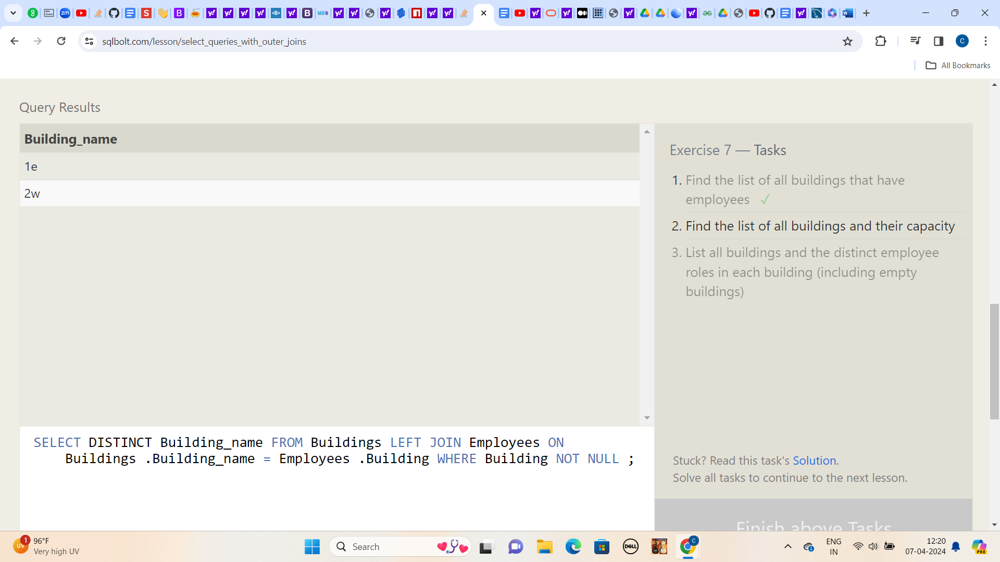 sqlbolt.com/lesson/select_queries_with_outer_joins
C
All Bookmarks
Query Results
Building_name
1e
2w
Exercise 7 — Tasks
1. Find the list of all buildings that have
employees ✓
2. Find the list of all buildings and their capacity
3. List all buildings and the distinct employee
roles in each building (including empty
buildings)
SELECT DISTINCT Building_name FROM Buildings LEFT JOIN Employees ON
Buildings .Building_name = Employees .Building WHERE Building NOT NULL ;
Stuck? Read this task's Solution.
Solve all tasks to continue to the next lesson.
Finish above Tasks
UV
1
96°F
Very high UV
Search
DELL
C
ENG
IN
12:20
07-04-2024
PRE